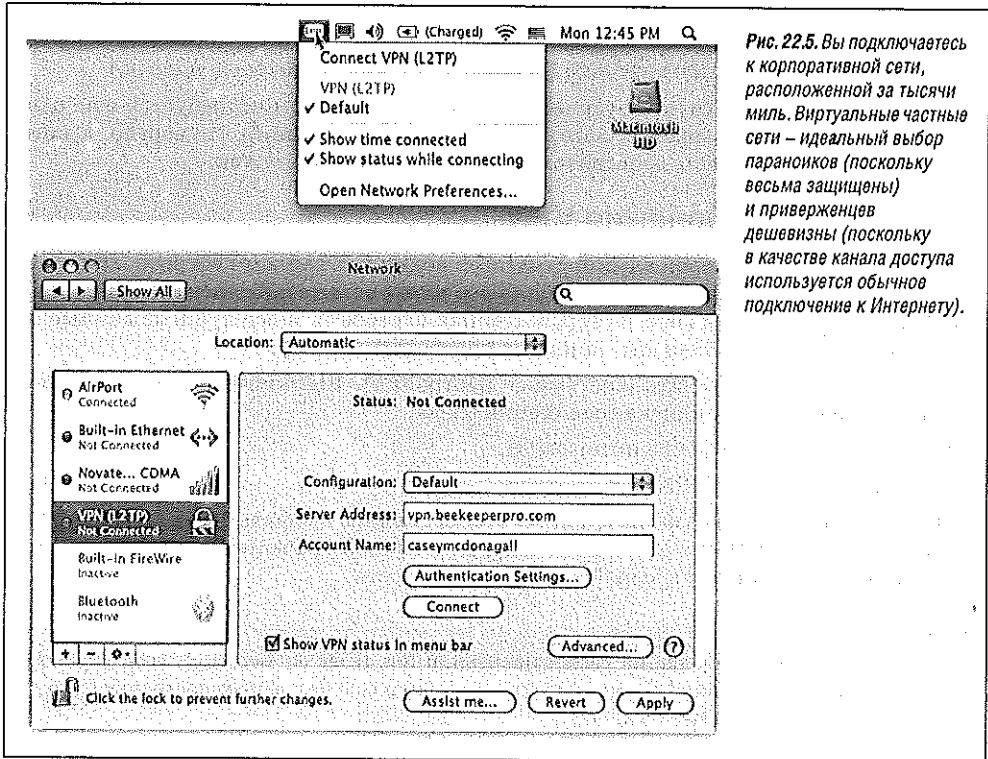 (Charged) Mon 12:45 PM
Connect VPN (L2TP)
VPN (L2TP)
✓ Default
✓ Show time connected
✓ Show status while connecting
Open Network Preferences...
Macintosh
HD
Рис. 22.5. Вы подключаетесь
к корпоративной сети,
расположенной за тысячи
миль. Виртуальные частные
сети – идеальный выбор
параноиков (поскольку
весьма защищены)
и приверженцев
дешевизны (поскольку
в качестве канала доступа
используется обычное
подключение к Интернету).
Network
Show All
Location: Automatic
AirPort
Connected
Built-in Ethernet
Not Connected
Novate... CDMA
Not Connected
VPN (L2TP)
Not Connected
Built-in FireWire
Inactive
Bluetooth
Inactive
Status: Not Connected
Configuration: Default
Server Address: vpn.beekeeperpro.com
Account Name: caseymcdonagall
Authentication Settings...
Connect
Show VPN status in menu bar
Advanced... ?
Click the lock to prevent further changes.
Assist me... Revert Apply